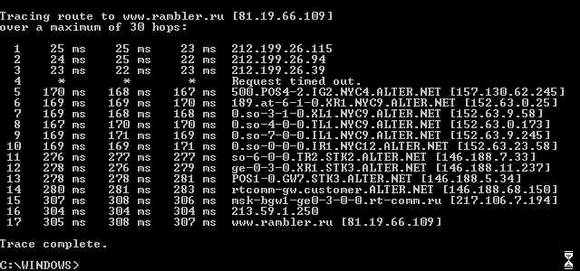 Tracing route to www.rambler.ru [81.19.66.109]
over a maximum of 30 hops:
1 25 ms 25 ms 23 ms 212.199.26.115
2 24 ms 25 ms 22 ms 212.199.26.94
3 23 ms 22 ms 23 ms 212.199.26.39
4 * * * Request timed out.
5 170 ms 168 ms 167 ms 500.POS4-2.IG2.NYC4.ALTER.NET [157.130.62.245]
6 169 ms 169 ms 170 ms 189.at-6-1-0.XR1.NYC9.ALTER.NET [152.63.0.25]
7 169 ms 168 ms 168 ms 0.so-3-1-0.XL1.NYC9.ALTER.NET [152.63.9.58]
8 167 ms 170 ms 170 ms 0.so-4-0-0.TL1.NYC9.ALTER.NET [152.63.0.173]
9 169 ms 171 ms 169 ms 0.so-7-0-0.TL1.NYC9.ALTER.NET [152.63.9.245]
10 169 ms 169 ms 171 ms 0.so-0-0-0.IR1.NYC12.ALTER.NET [152.63.23.58]
11 276 ms 277 ms 277 ms so-6-0-0.TR2.STK2.ALTER.NET [146.188.7.33]
12 278 ms 276 ms 279 ms ge-0-3-0.XR1.STK3.ALTER.NET [146.188.11.237]
13 278 ms 278 ms 281 ms POS1-0.GW7.STK3.ALTER.NET [146.188.5.34]
14 280 ms 281 ms 283 ms rtcomm-gw.customer.ALTER.NET [146.188.68.150]
15 307 ms 308 ms 306 ms msk-bgw1-ge0-3-0-0.rt-comm.ru [217.106.7.194]
16 304 ms 304 ms 304 ms 213.59.1.250
17 305 ms 308 ms 307 ms www.rambler.ru [81.19.66.109]
Trace complete.
C:\WINDOWS>